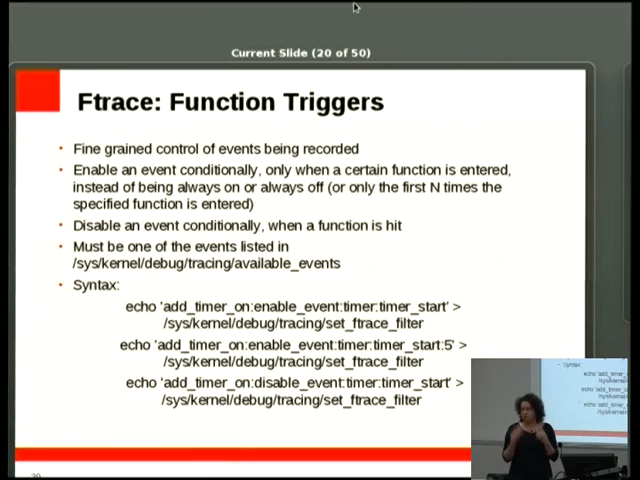 Current Slide (20 of 50)
Ftrace: Function Triggers
• Fine grained control of events being recorded
• Enable an event conditionally, only when a certain function is entered,
instead of being always on or always off (or only the first N times the
specified function is entered)
• Disable an event conditionally, when a function is hit
• Must be one of the events listed in
/sys/kernel/debug/tracing/available_events
• Syntax:
echo 'add_timer_on:enable_event:timer:timer_start' >
/sys/kernel/debug/tracing/set_ftrace_filter
echo 'add_timer_on:enable_event:timer:timer_start:5' >
/sys/kernel/debug/tracing/set_ftrace_filter
echo 'add_timer_on:disable_event:timer:timer_start' >
/sys/kernel/debug/tracing/set_ftrace_filter
20
Syntax: